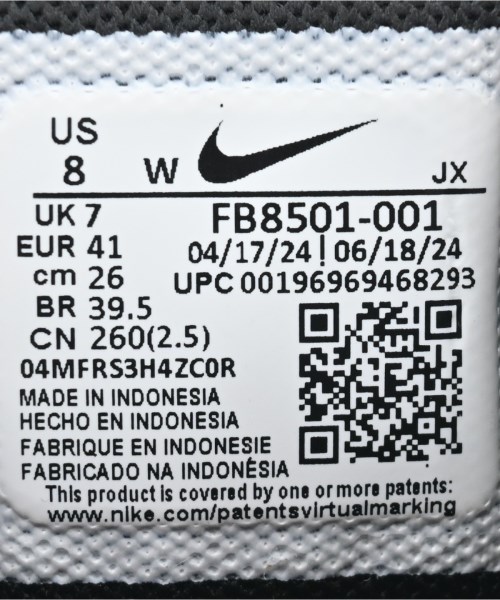 US
8 W JX
UK 7 FB8501-001
EUR 41 04/17/24 | 06/18/24
cm 26 UPC 00196969468293
BR 39.5
CN 260(2.5)
04MFRS3H4ZC0R
MADE IN INDONESIA
HECHO EN INDONESIA
FABRIQUE EN INDONESIE
FABRICADO NA INDONÉSIA
This product is covered by one or more patents:
www.nike.com/patentsvirtualmarking